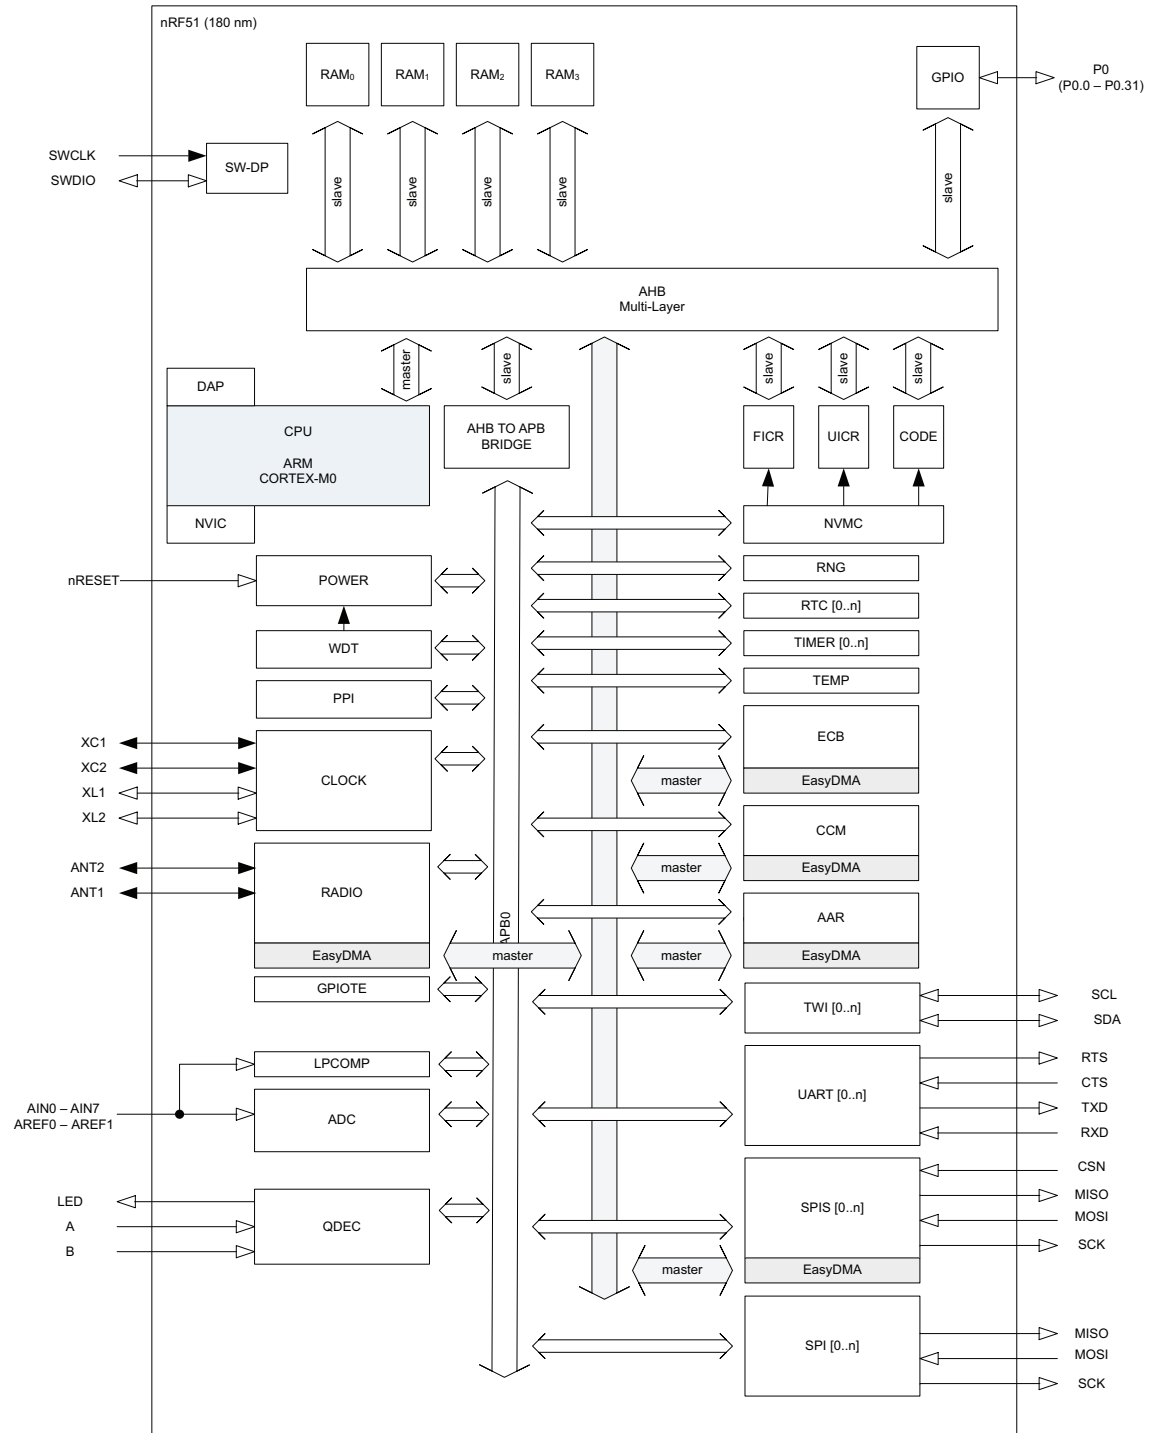 nRF51 (180 nm)
RAM0
RAM1
RAM2
RAM3
GPIO
P0
(P0.0 – P0.31)
SWCLK
SWDIO
SW-DP
slave
slave
slave
slave
slave
AHB
Multi-Layer
master
slave
slave
slave
slave
DAP
CPU
ARM
CORTEX-M0
NVIC
AHB TO APB
BRIDGE
FICR
UICR
CODE
NVMC
nRESET
POWER
RNG
RTC [0..n]
WDT
TIMER [0..n]
PPI
TEMP
XC1
XC2
XL1
XL2
CLOCK
ECB
master
EasyDMA
CCM
master
EasyDMA
ANT2
ANT1
RADIO
EasyDMA
APB0
master
AAR
master
EasyDMA
GPIOTE
TWI [0..n]
SCL
SDA
LPCOMP
AIN0 – AIN7
AREF0 – AREF1
ADC
UART [0..n]
RTS
CTS
TXD
RXD
LED
A
B
QDEC
SPIS [0..n]
CSN
MISO
MOSI
SCK
master
EasyDMA
SPI [0..n]
MISO
MOSI
SCK